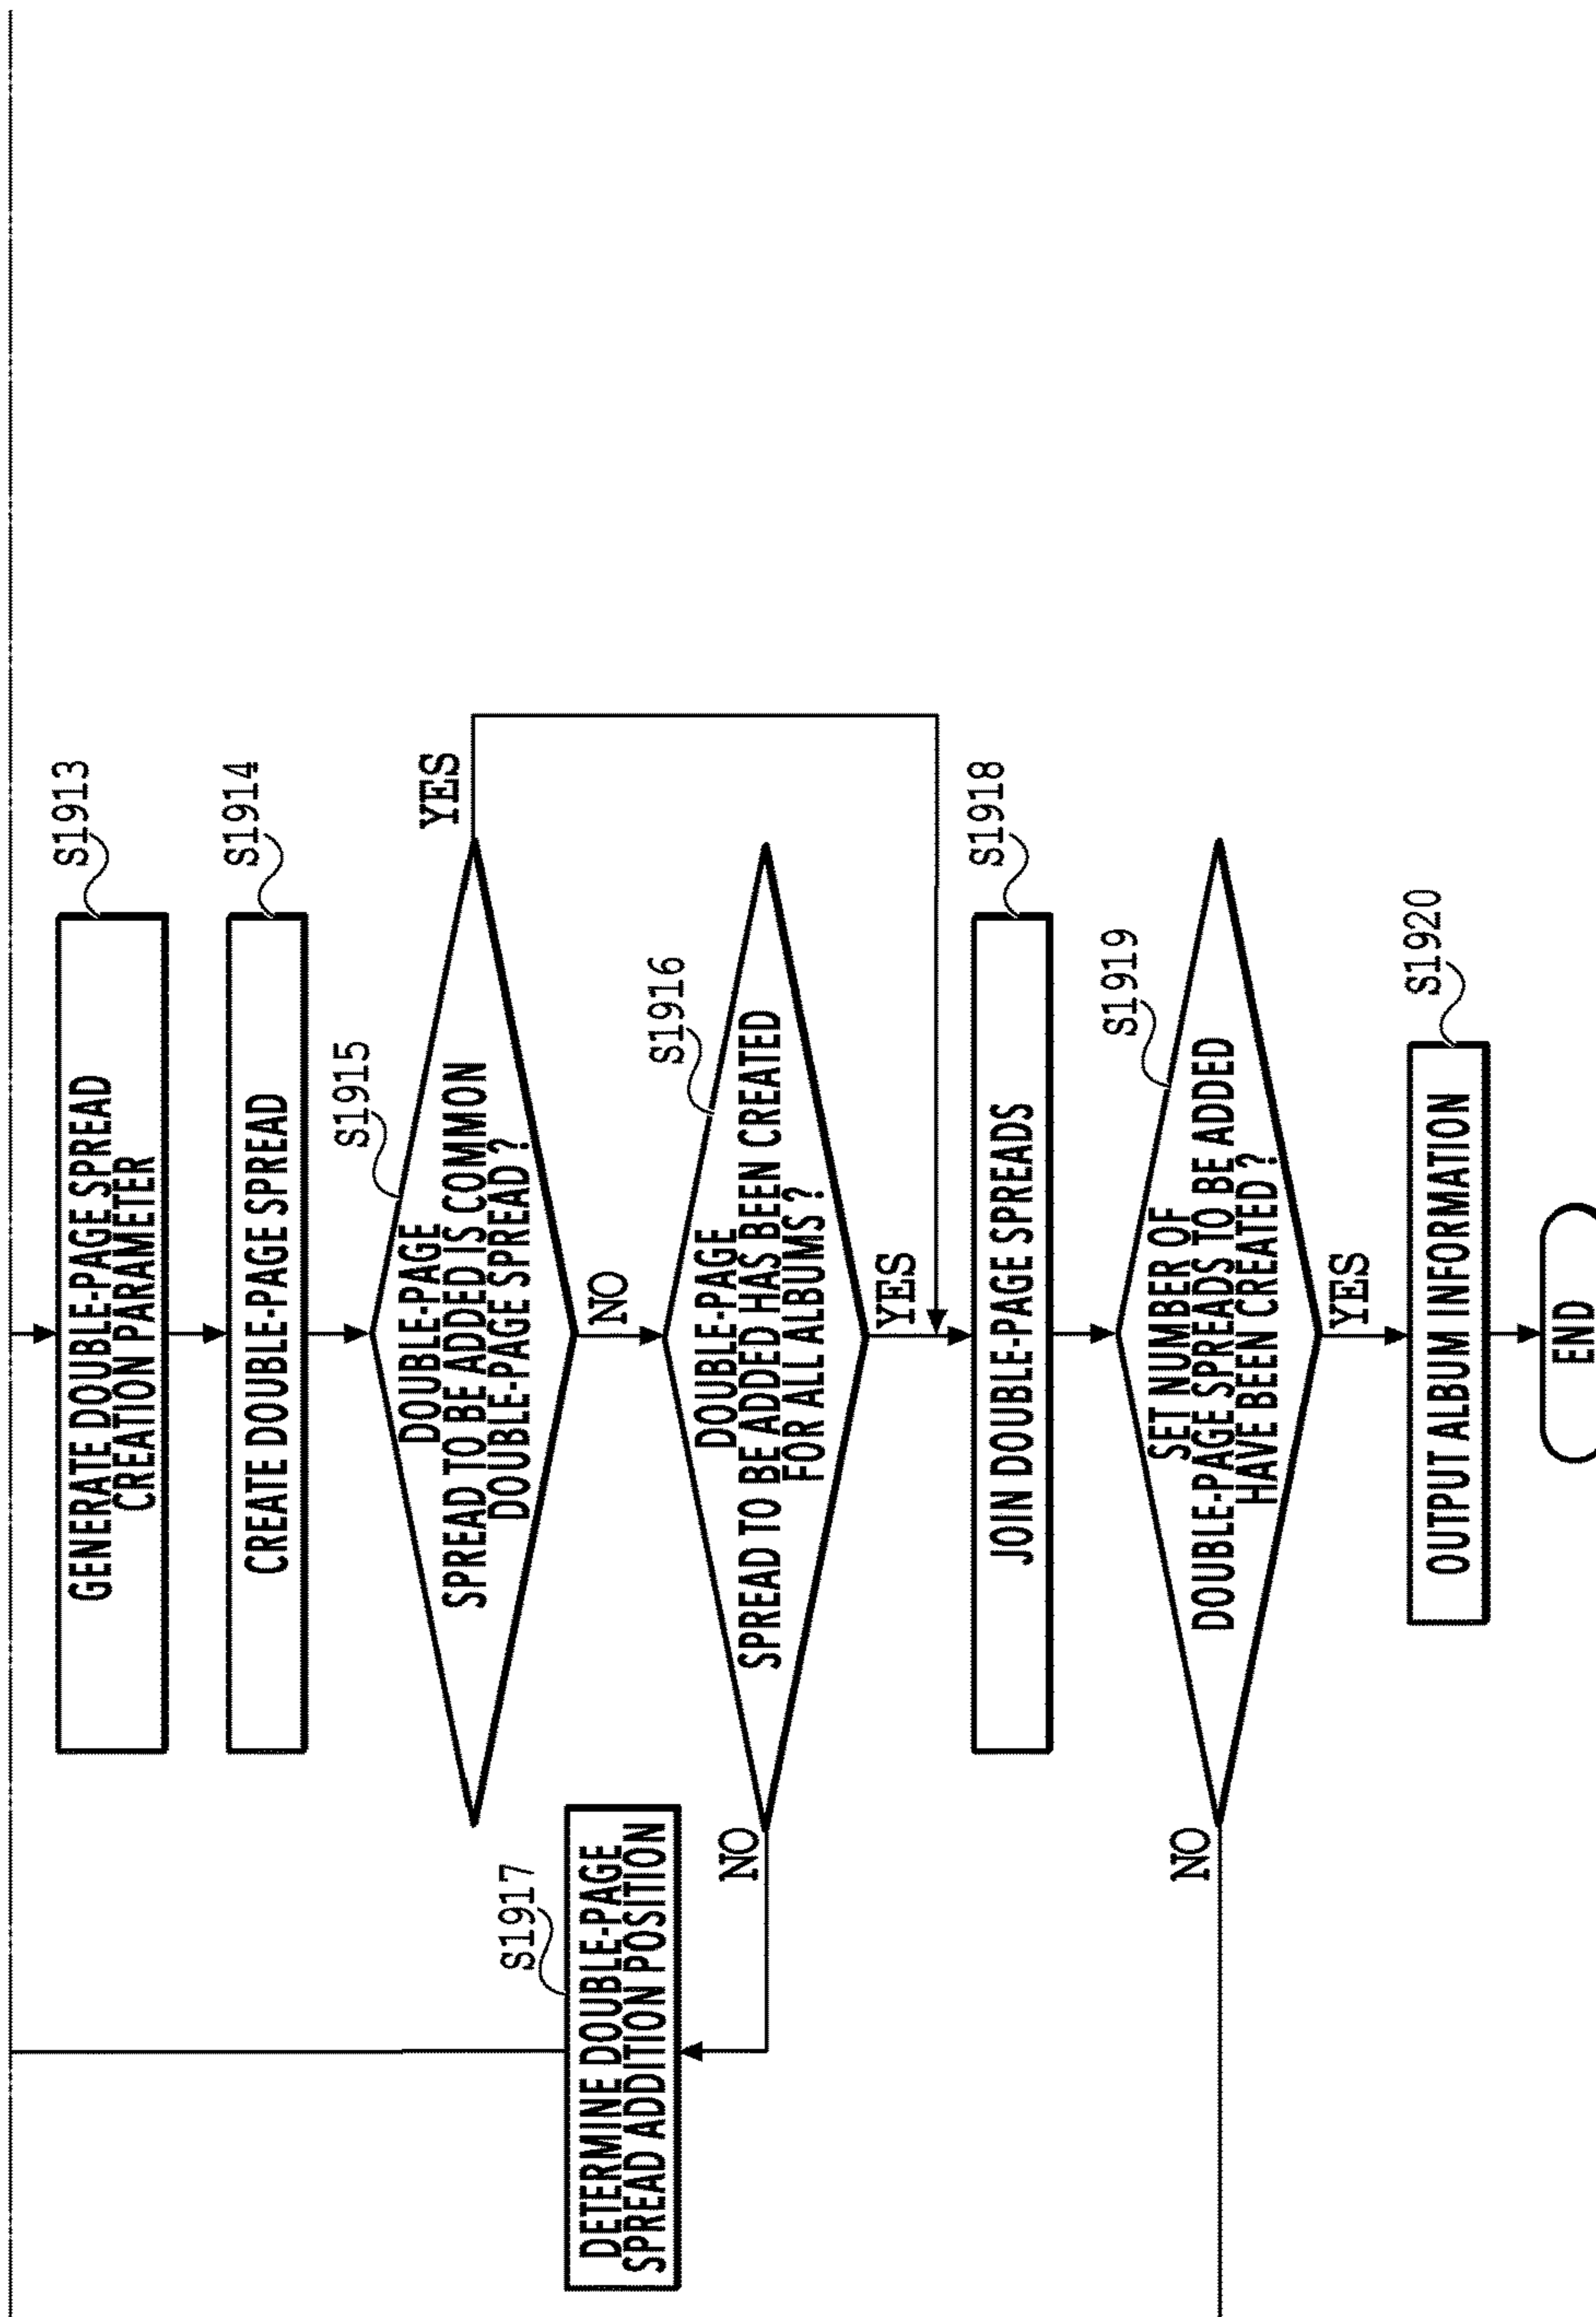 S1913
GENERATE DOUBLE-PAGE SPREAD
CREATION PARAMETER
S1914
CREATE DOUBLE-PAGE SPREAD
S1915
DOUBLE-PAGE
SPREAD TO BE ADDED IS COMMON
DOUBLE-PAGE SPREAD?
YES
NO
S1916
DOUBLE-PAGE
SPREAD TO BE ADDED HAS BEEN CREATED
FOR ALL ALBUMS?
NO
YES
S1917
DETERMINE DOUBLE-PAGE
SPREAD ADDITION POSITION
S1918
JOIN DOUBLE-PAGE SPREADS
S1919
SET NUMBER OF
DOUBLE-PAGE SPREADS TO BE ADDED
HAVE BEEN CREATED?
NO
YES
S1920
OUTPUT ALBUM INFORMATION
END